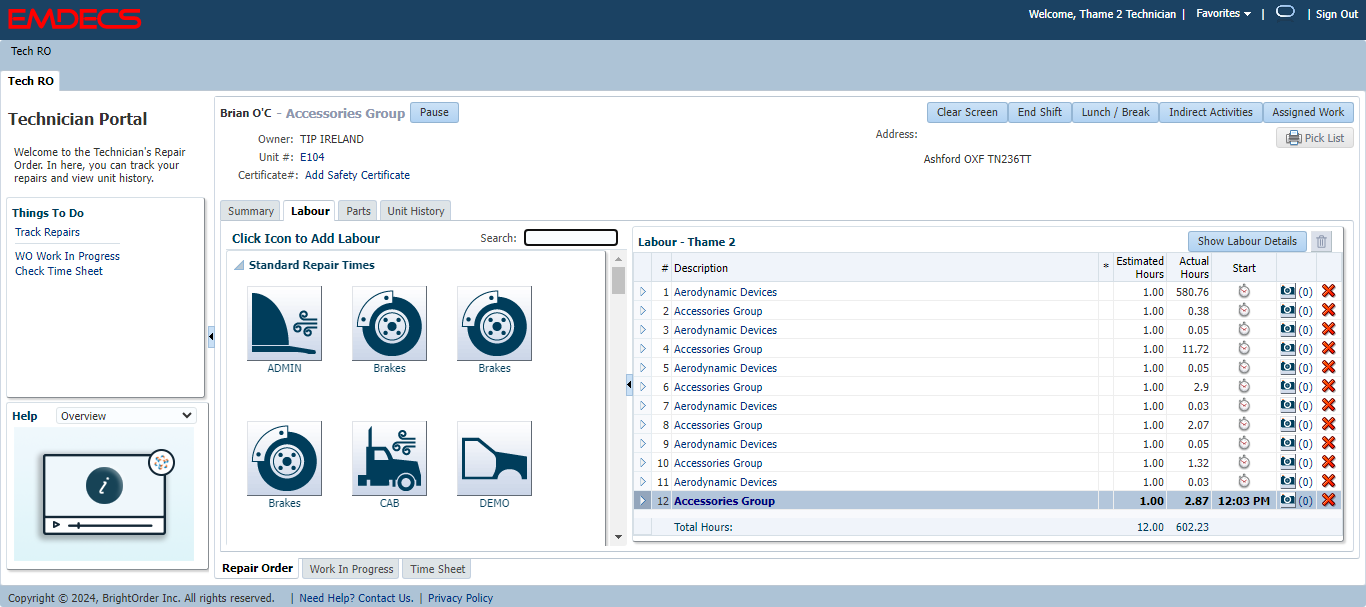 EMDECS
Welcome, Thame 2 Technician | Favorites | | Sign Out
Tech RO
Tech RO
Technician Portal
Welcome to the Technician's Repair
Order. In here, you can track your
repairs and view unit history.
Things To Do
Track Repairs
WO Work In Progress
Check Time Sheet
Help Overview
i
Brian O'C - Accessories Group Pause
Clear Screen End Shift Lunch / Break Indirect Activities Assigned Work
Pick List
Owner: TIP IRELAND
Unit #: E104
Certificate#: Add Safety Certificate
Address:
Ashford OXF TN236TT
Summary Labour Parts Unit History
Click Icon to Add Labour Search:
Standard Repair Times
ADMIN Brakes Brakes
Brakes CAB DEMO
Labour - Thame 2 Show Labour Details
# Description * Estimated Hours Actual Hours Start
1 Aerodynamic Devices 1.00 580.76 (0)
2 Accessories Group 1.00 0.38 (0)
3 Aerodynamic Devices 1.00 0.05 (0)
4 Accessories Group 1.00 11.72 (0)
5 Aerodynamic Devices 1.00 0.05 (0)
6 Accessories Group 1.00 2.9 (0)
7 Aerodynamic Devices 1.00 0.03 (0)
8 Accessories Group 1.00 2.07 (0)
9 Aerodynamic Devices 1.00 0.05 (0)
10 Accessories Group 1.00 1.32 (0)
11 Aerodynamic Devices 1.00 0.03 (0)
12 Accessories Group 1.00 2.87 12:03 PM (0)
Total Hours: 12.00 602.23
Repair Order Work In Progress Time Sheet
Copyright © 2024, BrightOrder Inc. All rights reserved. | Need Help? Contact Us. | Privacy Policy